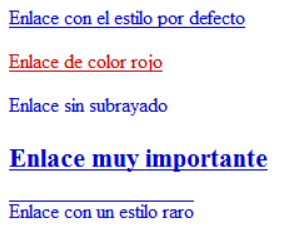 Enlace con el estilo por defecto
Enlace de color rojo
Enlace sin subrayado
Enlace muy importante
Enlace con un estilo raro